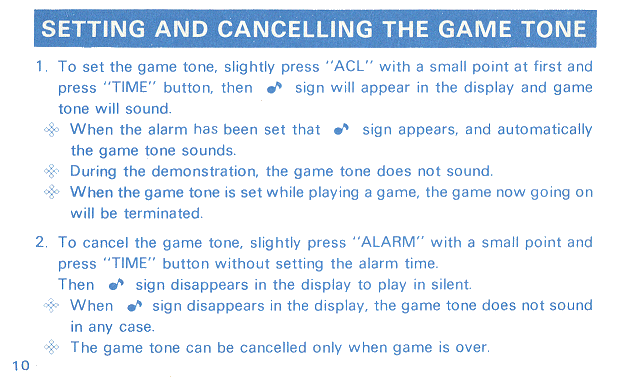 SETTING AND CANCELLING THE GAME TONE
1. To set the game tone, slightly press "ACL" with a small point at first and
press "TIME" button, then ♪ sign will appear in the display and game
tone will sound.
When the alarm has been set that ♪ sign appears, and automatically
the game tone sounds.
During the demonstration, the game tone does not sound.
When the game tone is set while playing a game, the game now going on
will be terminated.
2. To cancel the game tone, slightly press "ALARM" with a small point and
press "TIME" button without setting the alarm time.
Then ♪ sign disappears in the display to play in silent.
When ♪ sign disappears in the display, the game tone does not sound
in any case.
The game tone can be cancelled only when game is over.
10